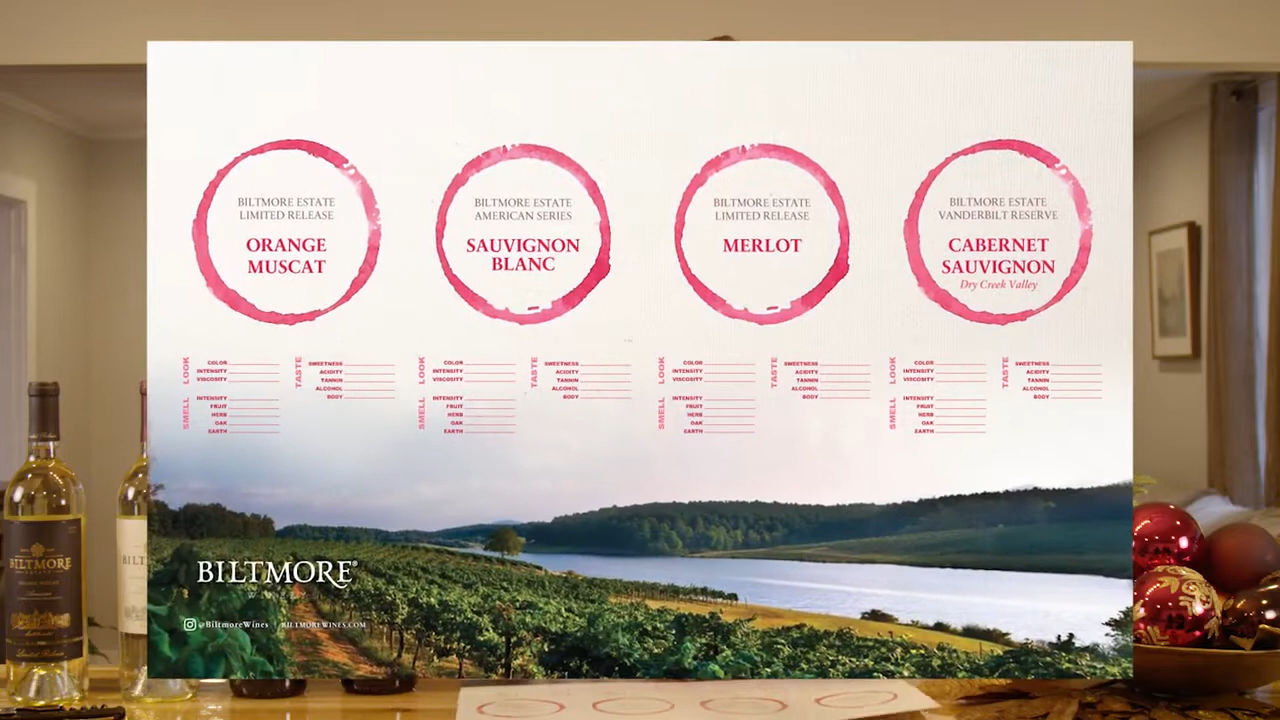 BILTMORE ESTATE
LIMITED RELEASE
ORANGE
MUSCAT
BILTMORE ESTATE
AMERICAN SERIES
SAUVIGNON
BLANC
BILTMORE ESTATE
LIMITED RELEASE
MERLOT
BILTMORE ESTATE
VANDERBILT RESERVE
CABERNET
SAUVIGNON
Dry Creek Valley
LOOK
COLOR
INTENSITY
VISCOSITY
SMELL
INTENSITY
FRUIT
HERB
OAK
EARTH
TASTE
SWEETNESS
ACIDITY
TANNIN
ALCOHOL
BODY
LOOK
COLOR
INTENSITY
VISCOSITY
SMELL
INTENSITY
FRUIT
HERB
OAK
EARTH
TASTE
SWEETNESS
ACIDITY
TANNIN
ALCOHOL
BODY
LOOK
COLOR
INTENSITY
VISCOSITY
SMELL
INTENSITY
FRUIT
HERB
OAK
EARTH
TASTE
SWEETNESS
ACIDITY
TANNIN
ALCOHOL
BODY
LOOK
COLOR
INTENSITY
VISCOSITY
SMELL
INTENSITY
FRUIT
HERB
OAK
EARTH
TASTE
SWEETNESS
ACIDITY
TANNIN
ALCOHOL
BODY
BILTMORE®
@BiltmoreWines | BILTMOREWINES.COM
BILTMORE
ESTATE
Limited Release
BILT